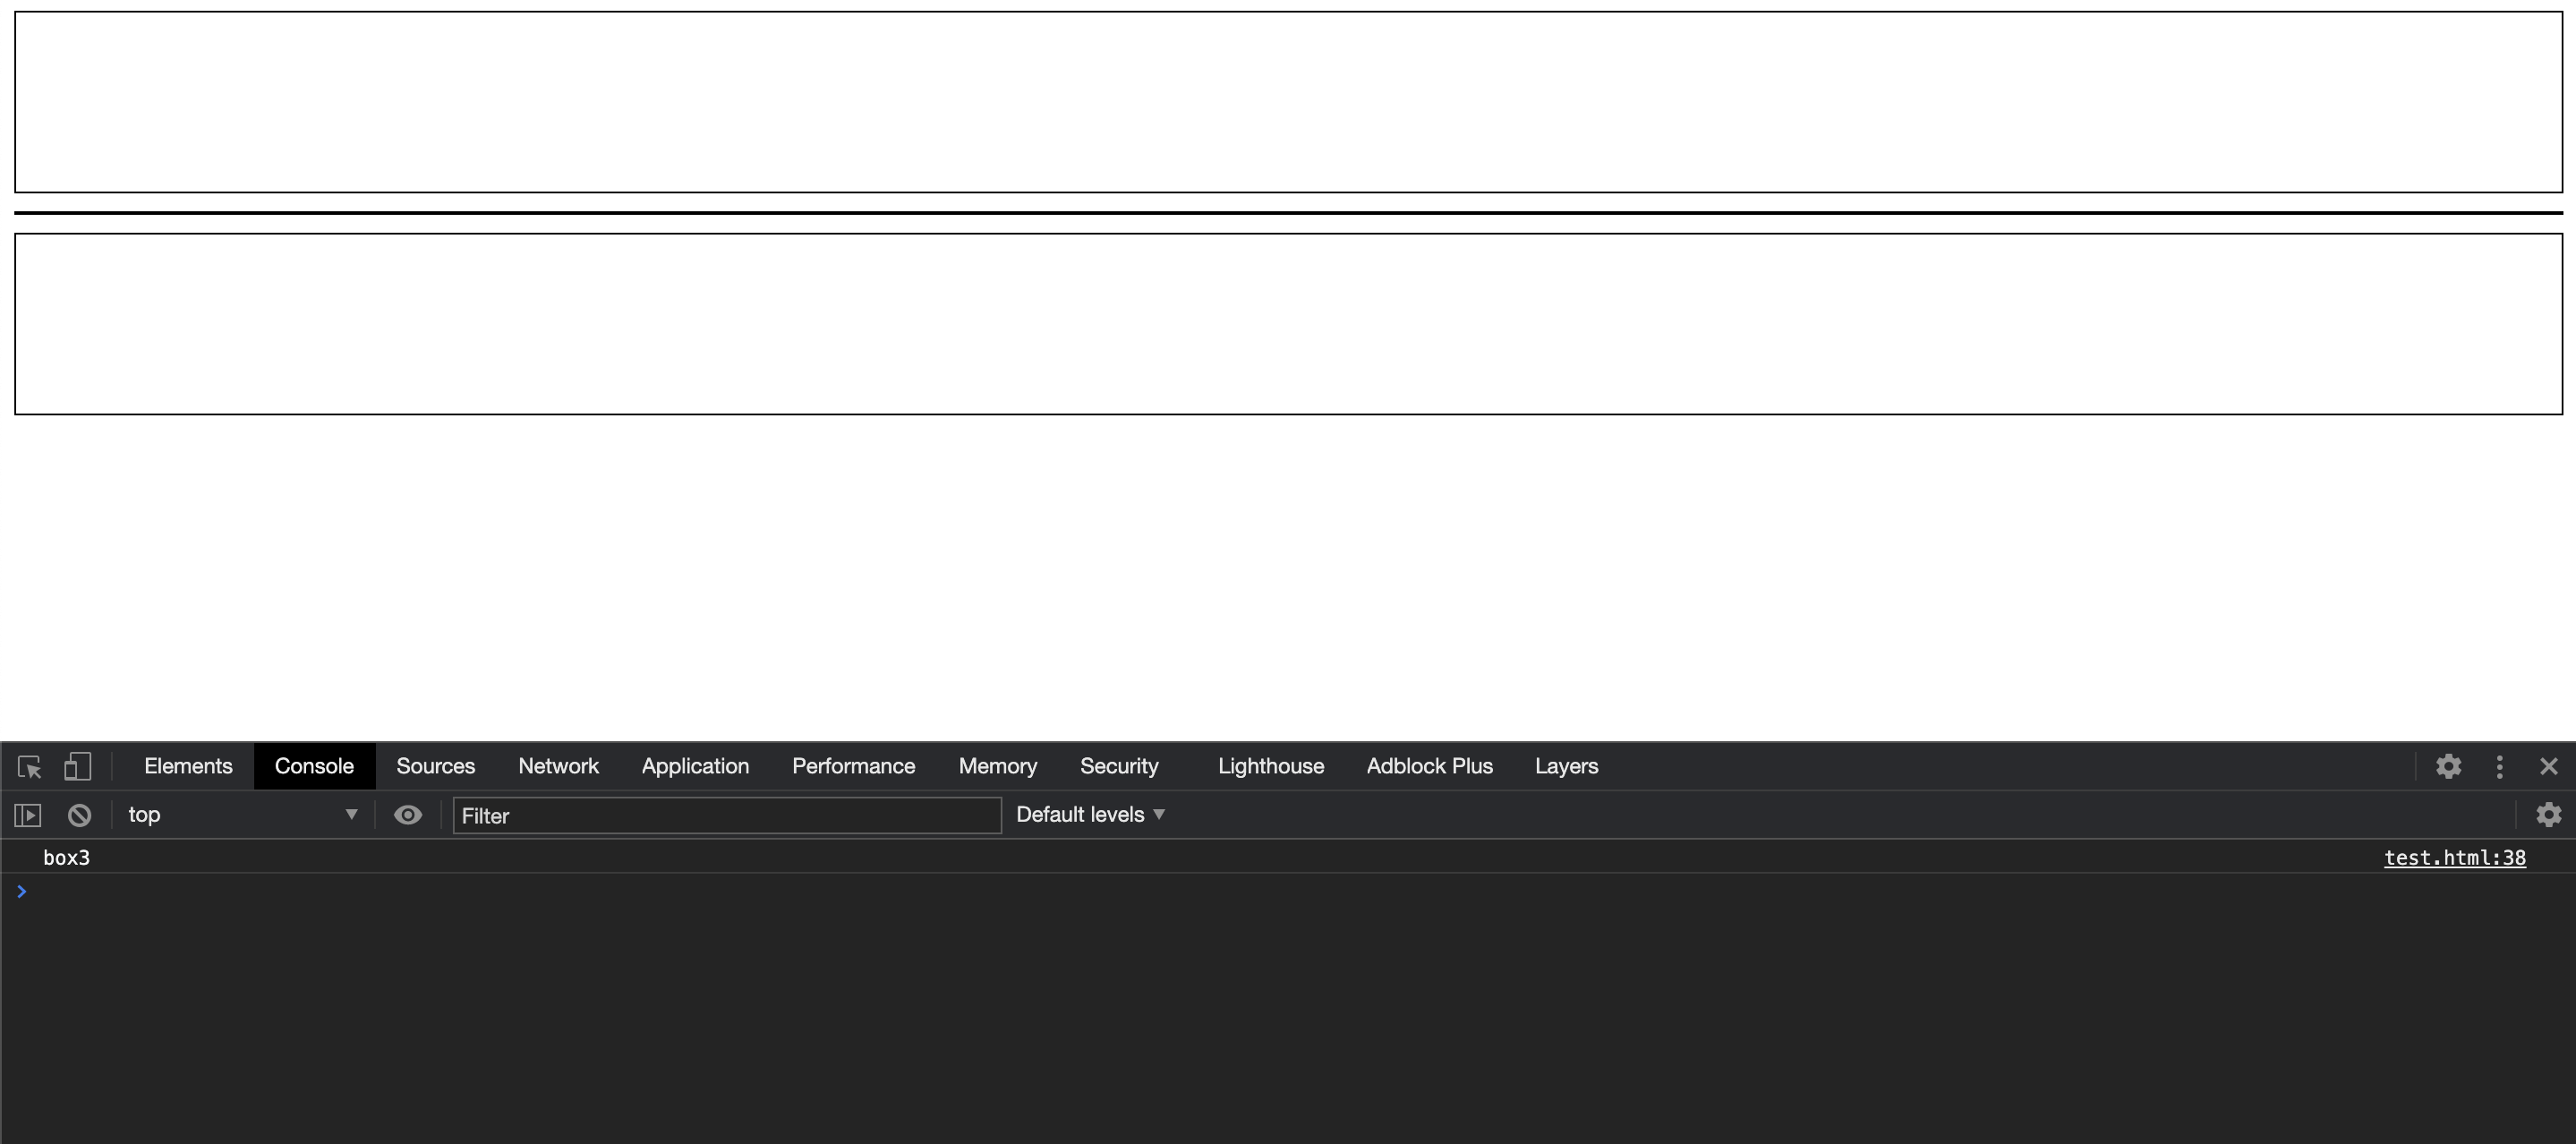 Elements Console Sources Network Application Performance Memory Security Lighthouse Adblock Plus Layers
top Filter Default levels
box3 test.html:38